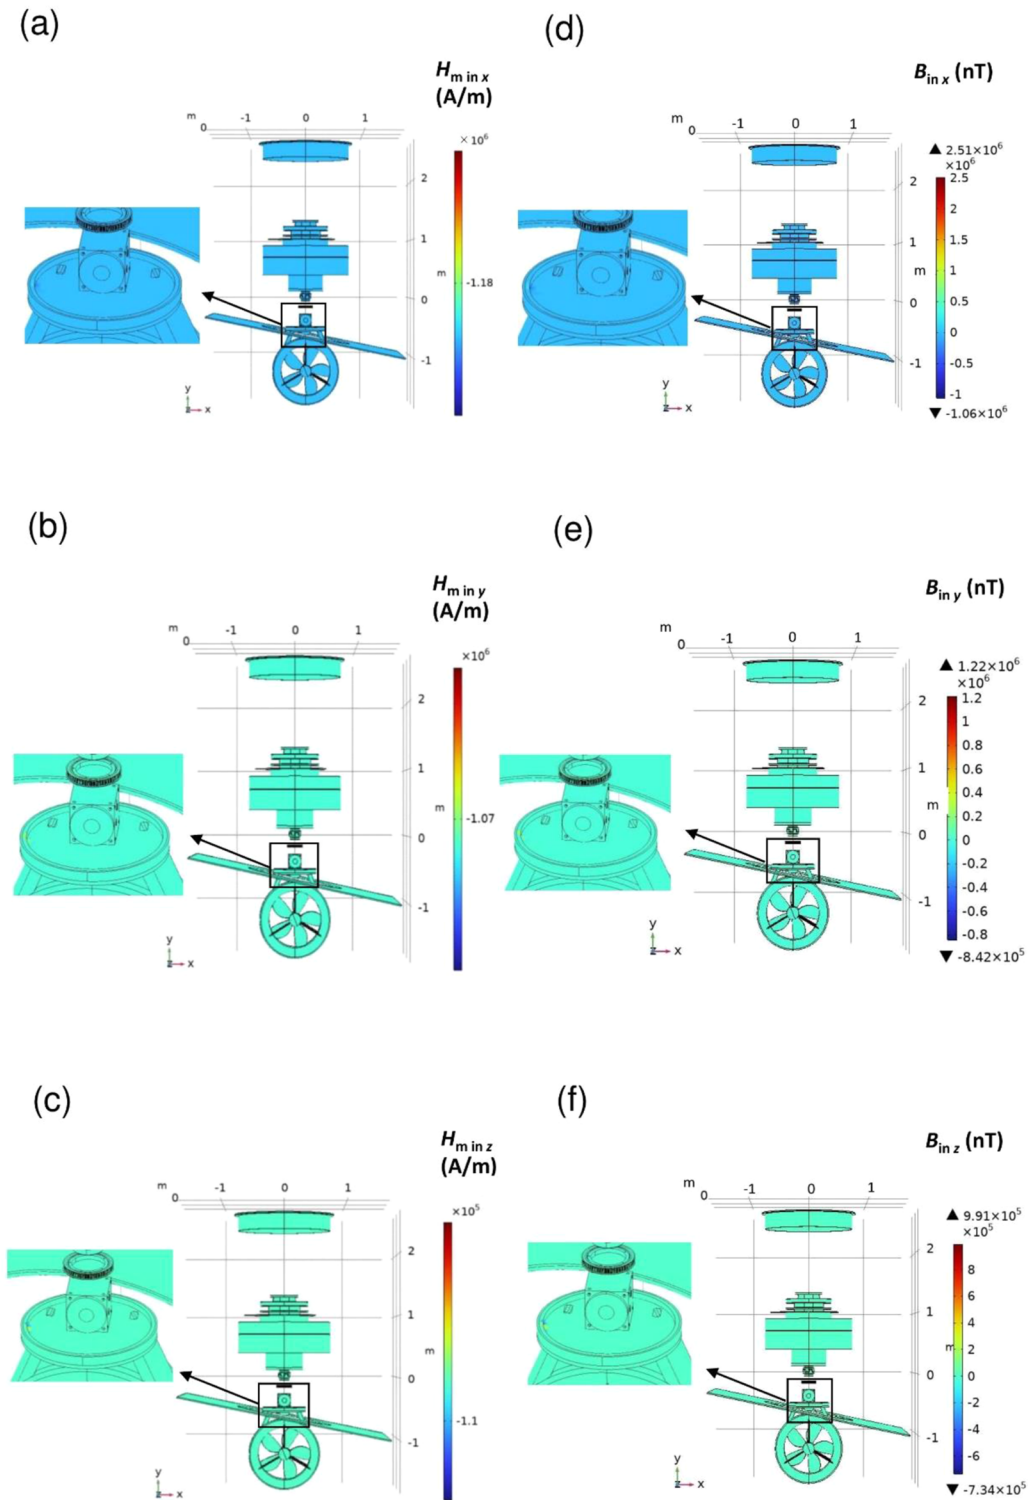 (a)
H m in x
(A/m)
× 10⁶
-1.18
m
0
-1
0
1
2
1
m
0
-1
y
z
x
(d)
B in x (nT)
m
0
-1
0
1
2
1
m
0
-1
▲ 2.51×10⁶
×10⁶
2.5
2
1.5
1
0.5
0
-0.5
-1
▼ -1.06×10⁶
y
z
x
(b)
H m in y
(A/m)
×10⁶
-1.07
m
0
-1
0
1
2
1
m
0
-1
y
z
x
(e)
B in y (nT)
m
0
-1
0
1
2
1
m
0
-1
▲ 1.22×10⁶
×10⁶
1.2
1
0.8
0.6
0.4
0.2
0
-0.2
-0.4
-0.6
-0.8
▼ -8.42×10⁵
y
z
x
(c)
H m in z
(A/m)
×10⁵
-1.1
m
0
-1
0
1
2
1
m
0
-1
y
z
x
(f)
B in z (nT)
m
0
-1
0
1
2
1
m
0
-1
▲ 9.91×10⁵
×10⁵
8
6
4
2
0
-2
-4
-6
▼ -7.34×10⁵
y
z
x